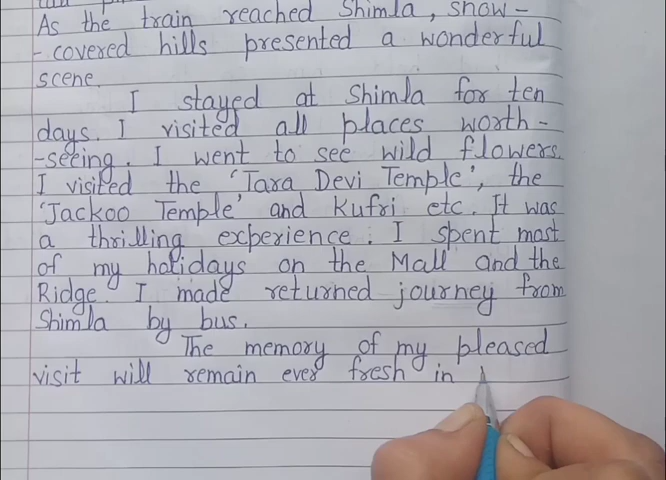 As the train reached Shimla, snow-
-covered hills presented a wonderful
scene.
I stayed at Shimla for ten
days. I visited all places worth-
-seeing. I went to see wild flowers.
I visited the 'Tara Devi Temple', the
'Jackoo Temple' and Kufri etc. It was
a thrilling experience. I spent most
of my holidays on the Mall and the
Ridge. I made returned journey from
Shimla by bus.
The memory of my pleased
visit will remain ever fresh in